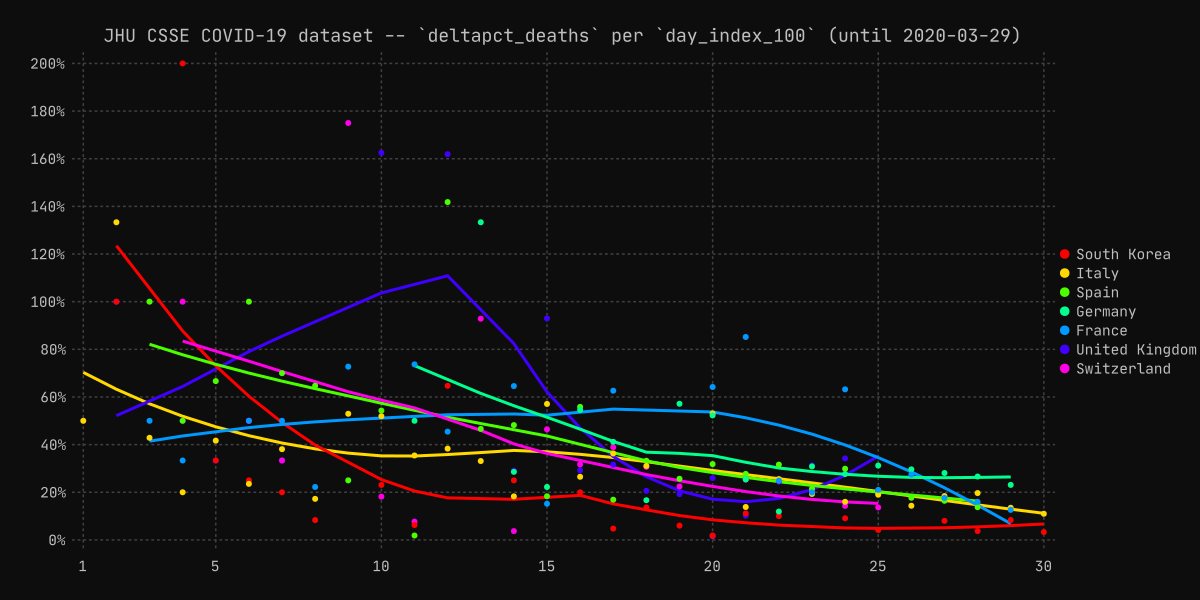 JHU CSSE COVID-19 dataset -- `deltapct_deaths` per `day_index_100` (until 2020-03-29)
200%
180%
160%
140%
120%
100%
80%
60%
40%
20%
0%
1 5 10 15 20 25 30
South Korea
Italy
Spain
Germany
France
United Kingdom
Switzerland